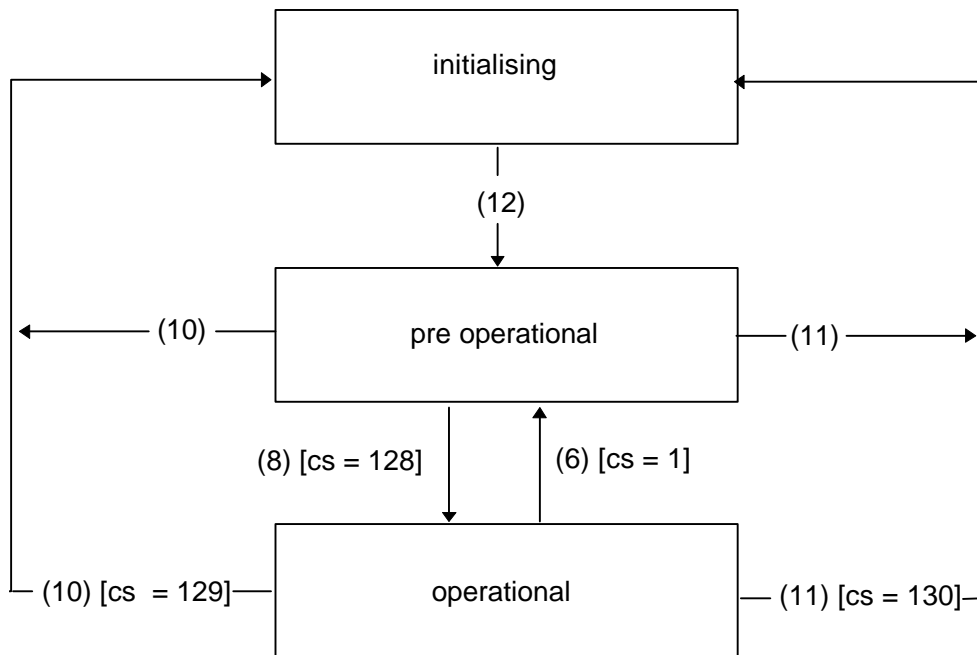 initialising
(12)
(10)
pre operational
(11)
(8) [cs = 128]
(6) [cs = 1]
(10) [cs  = 129]
operational
(11) [cs = 130]